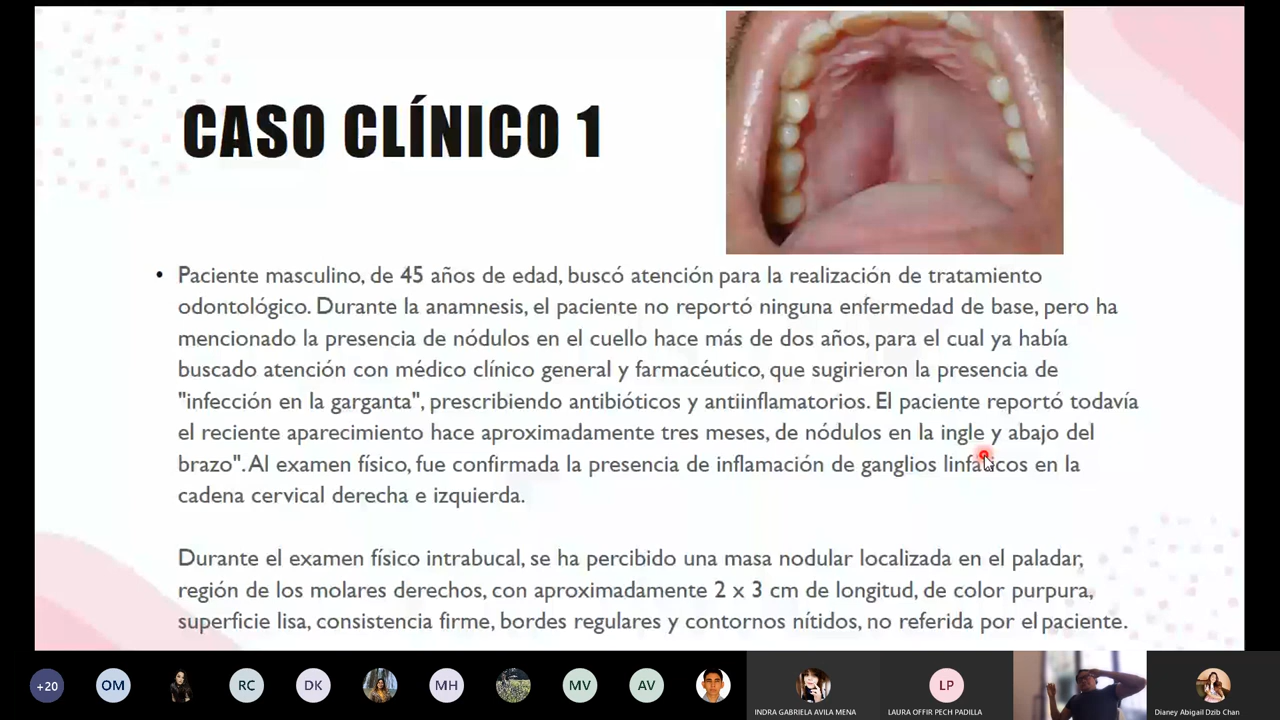 CASO CLÍNICO 1
• Paciente masculino, de 45 años de edad, buscó atención para la realización de tratamiento
odontológico. Durante la anamnesis, el paciente no reportó ninguna enfermedad de base, pero ha
mencionado la presencia de nódulos en el cuello hace más de dos años, para el cual ya había
buscado atención con médico clínico general y farmacéutico, que sugirieron la presencia de
"infección en la garganta", prescribiendo antibióticos y antiinflamatorios. El paciente reportó todavía
el reciente aparecimiento hace aproximadamente tres meses, de nódulos en la ingle y abajo del
brazo". Al examen físico, fue confirmada la presencia de inflamación de ganglios linfáticos en la
cadena cervical derecha e izquierda.
Durante el examen físico intrabucal, se ha percibido una masa nodular localizada en el paladar,
región de los molares derechos, con aproximadamente 2 x 3 cm de longitud, de color purpura,
superficie lisa, consistencia firme, bordes regulares y contornos nítidos, no referida por el paciente.
+20 OM RC DK MH MV AV LP
INDRA GABRIELA AVILA MENA LAURA OFFIR PECH PADILLA Dianey Abigail Dzib Chan